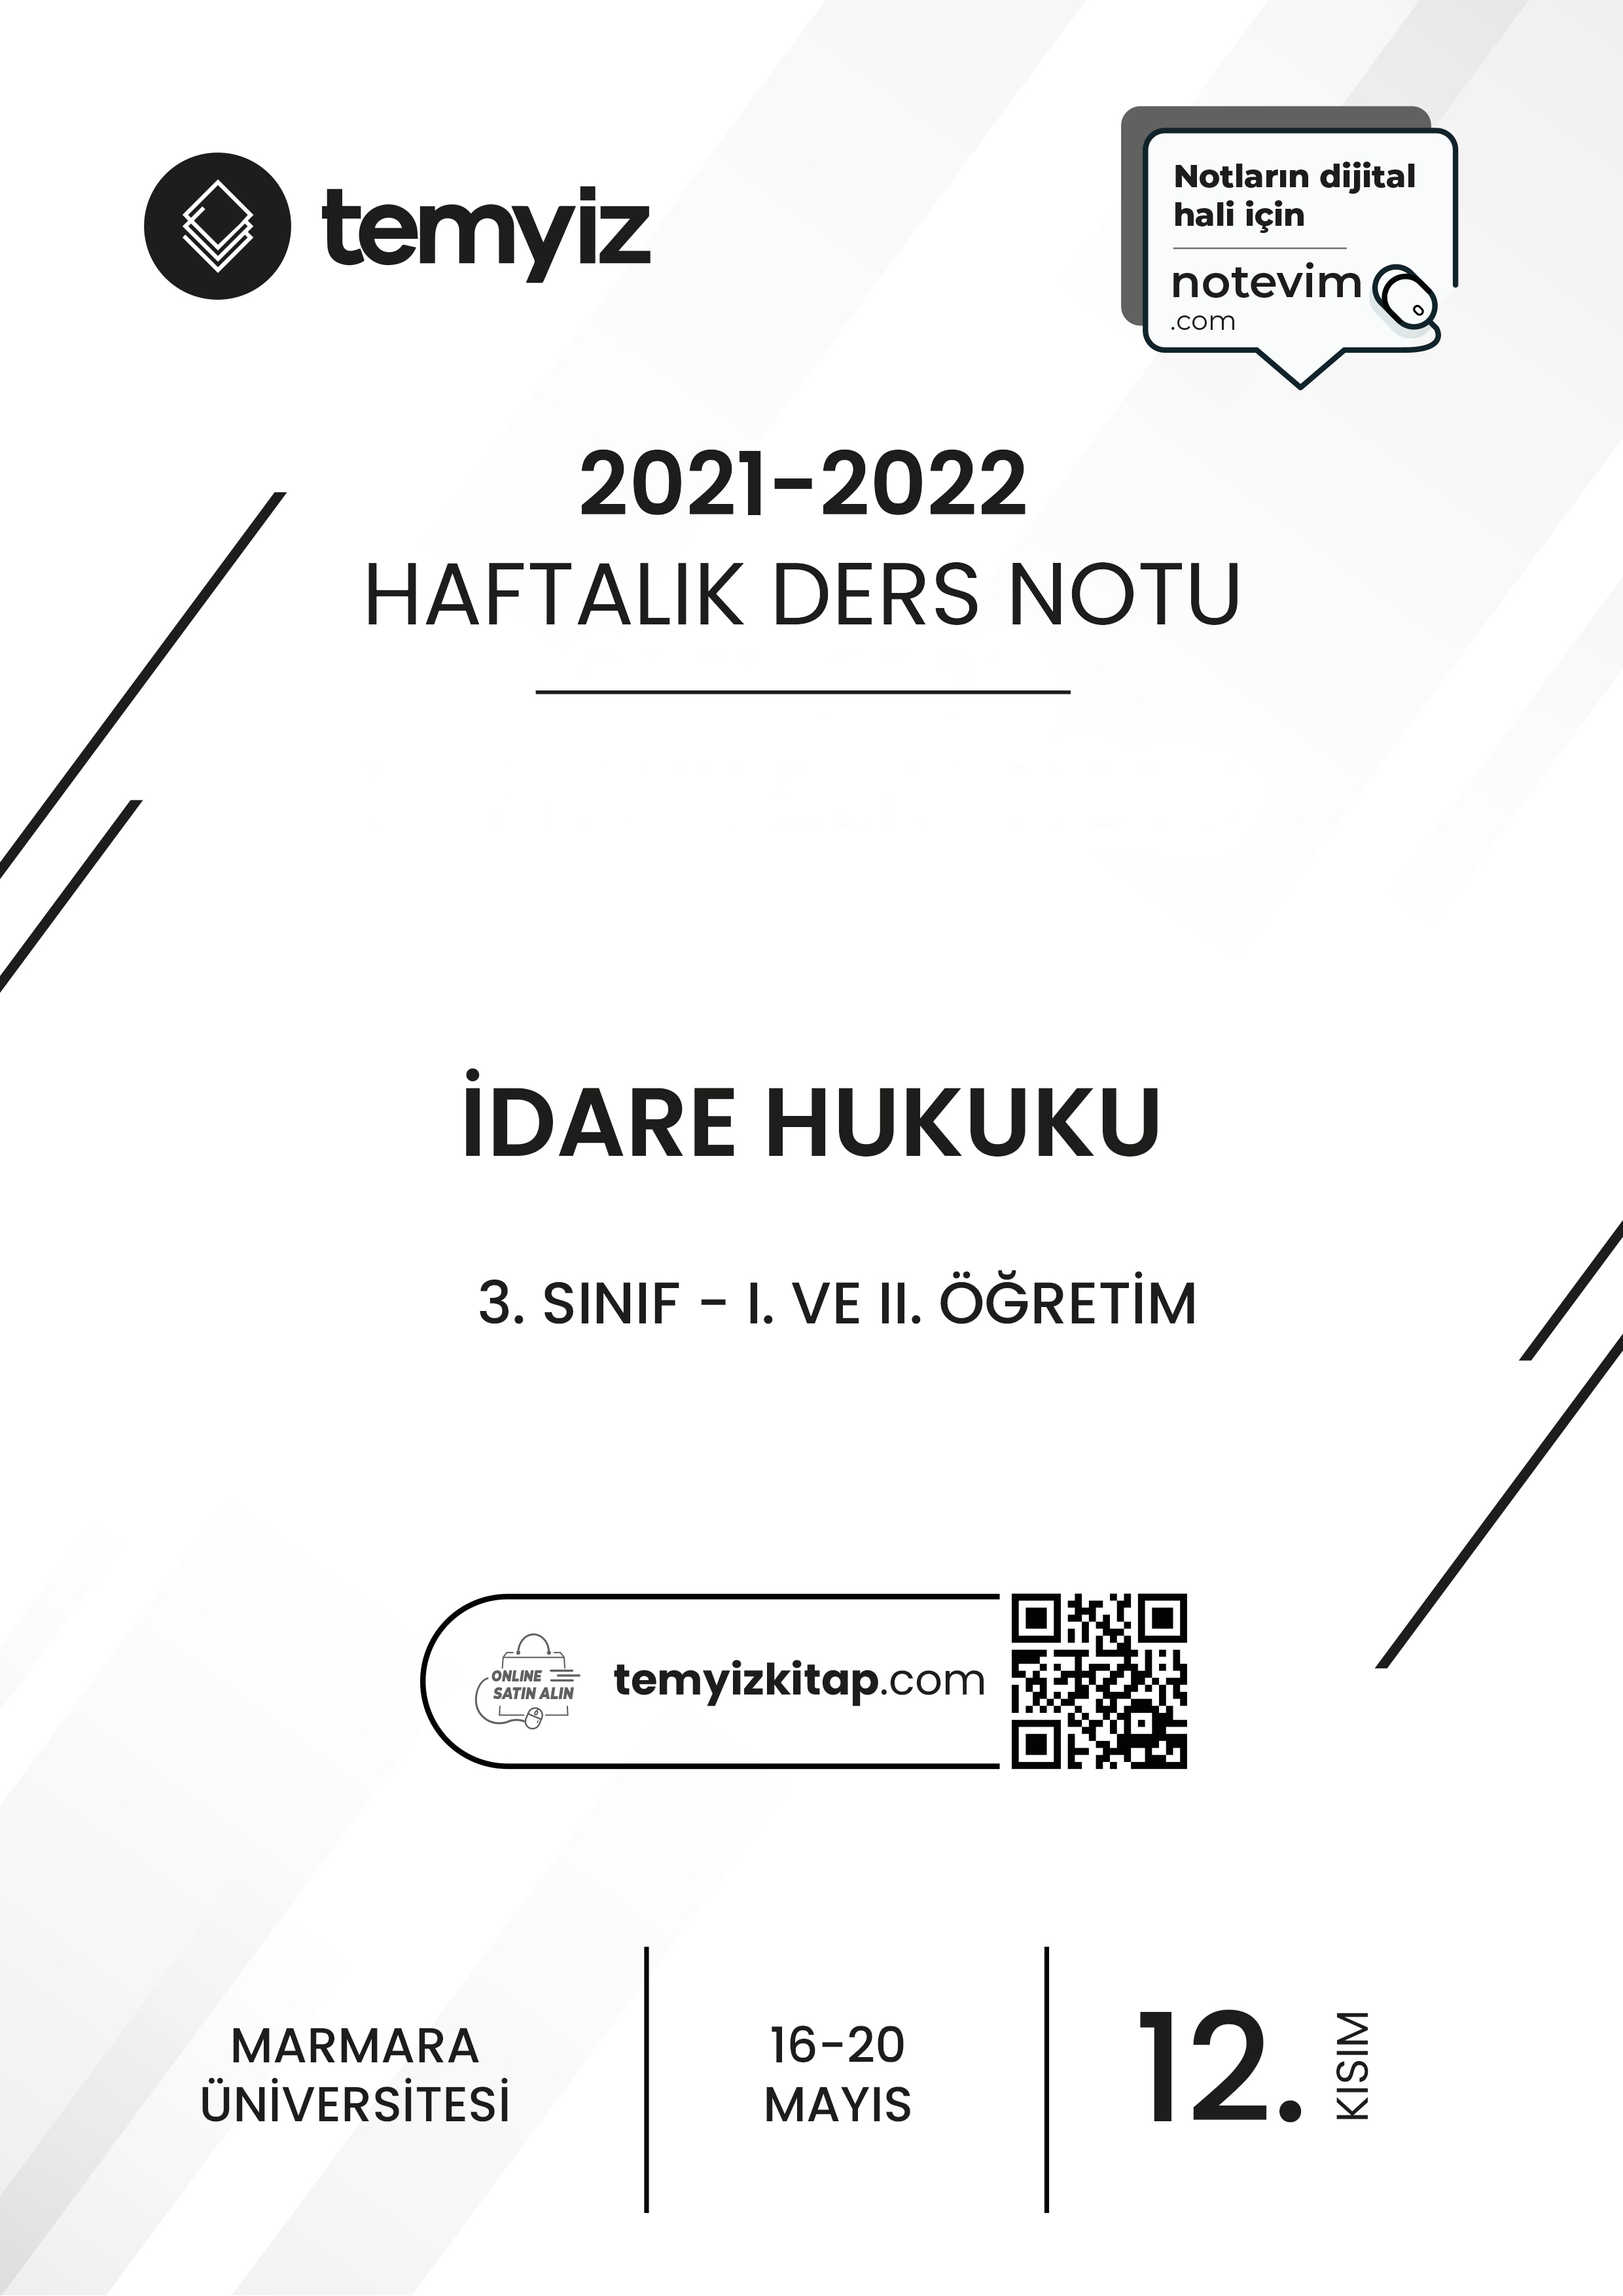 temyiz
Notların dijital
hali için
notevim
.com
2021-2022
HAFTALIK DERS NOTU
İDARE HUKUKU
3. SINIF - I. VE II. ÖĞRETİM
ONLINE
SATIN ALIN
temyizkitap.com
MARMARA
ÜNİVERSİTESİ
16-20
MAYIS
12.
KISIM